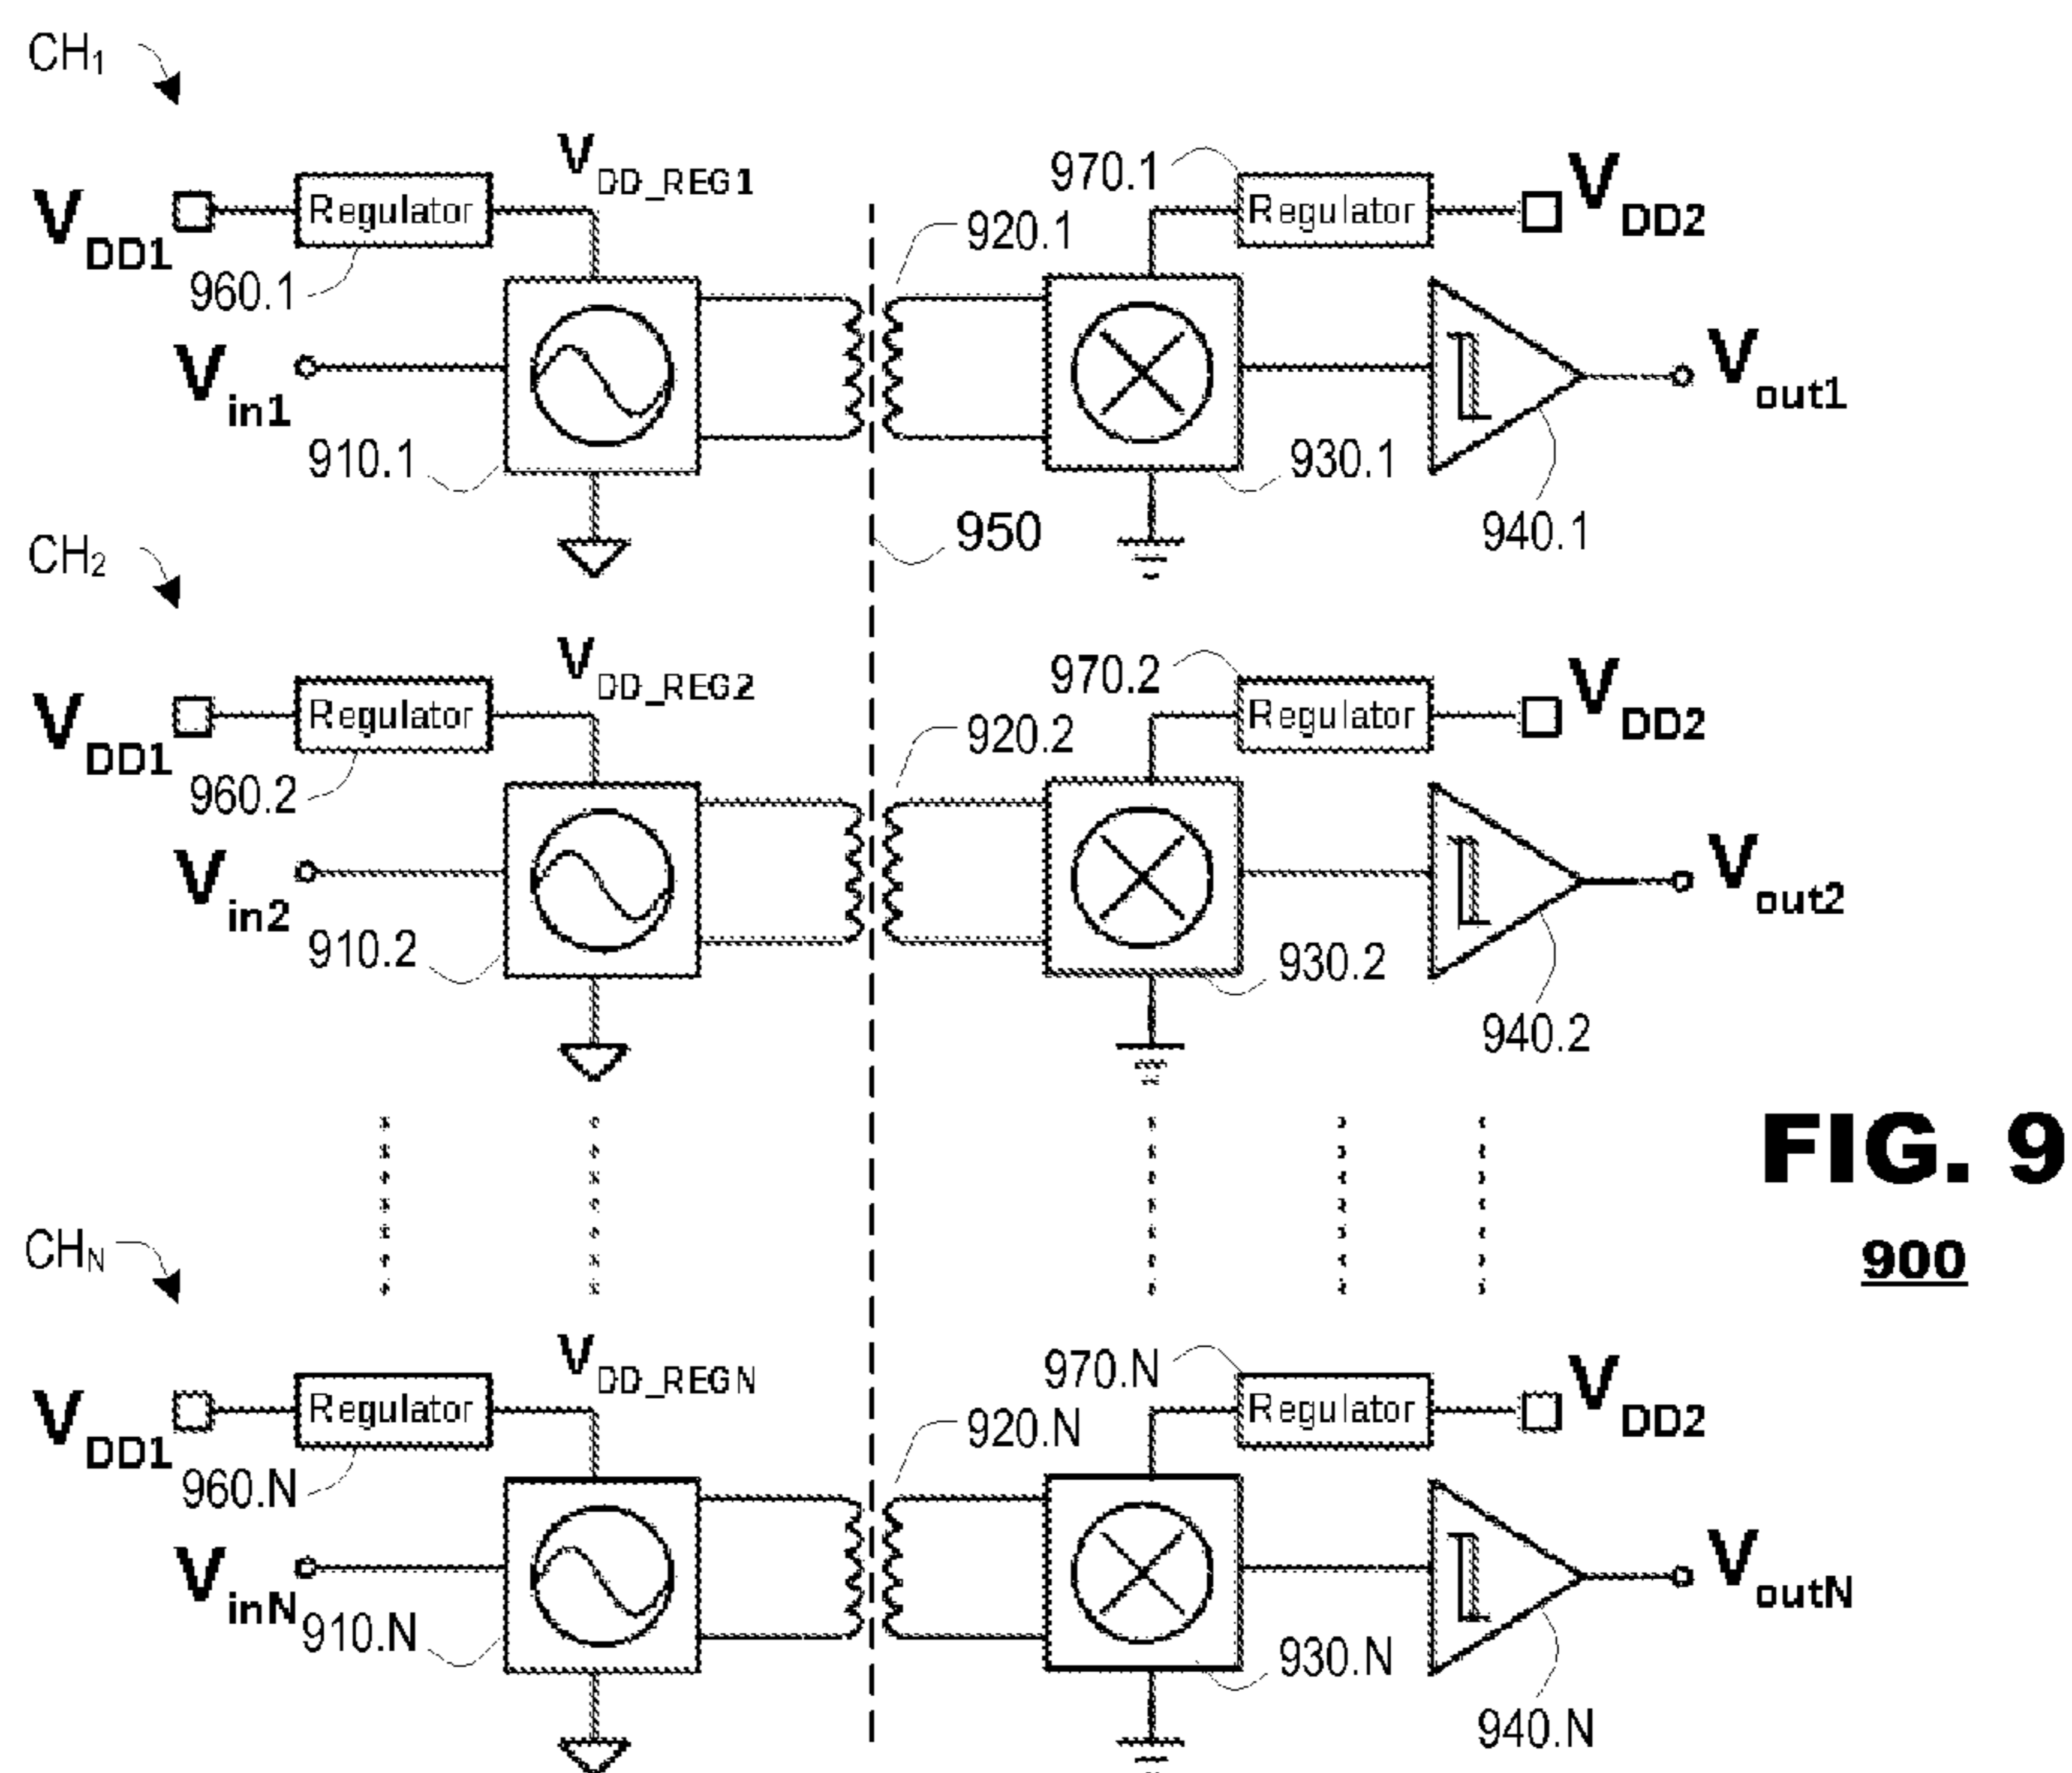 CH1
VDD1
Regulator
VDD_REG1
960.1
Vin1
910.1
920.1
950
970.1
Regulator
VDD2
930.1
940.1
Vout1
CH2
VDD1
Regulator
VDD_REG2
960.2
Vin2
910.2
920.2
970.2
Regulator
VDD2
930.2
940.2
Vout2
FIG. 9
900
CHN
VDD1
Regulator
VDD_REGN
960.N
VinN
910.N
920.N
970.N
Regulator
VDD2
930.N
940.N
VoutN